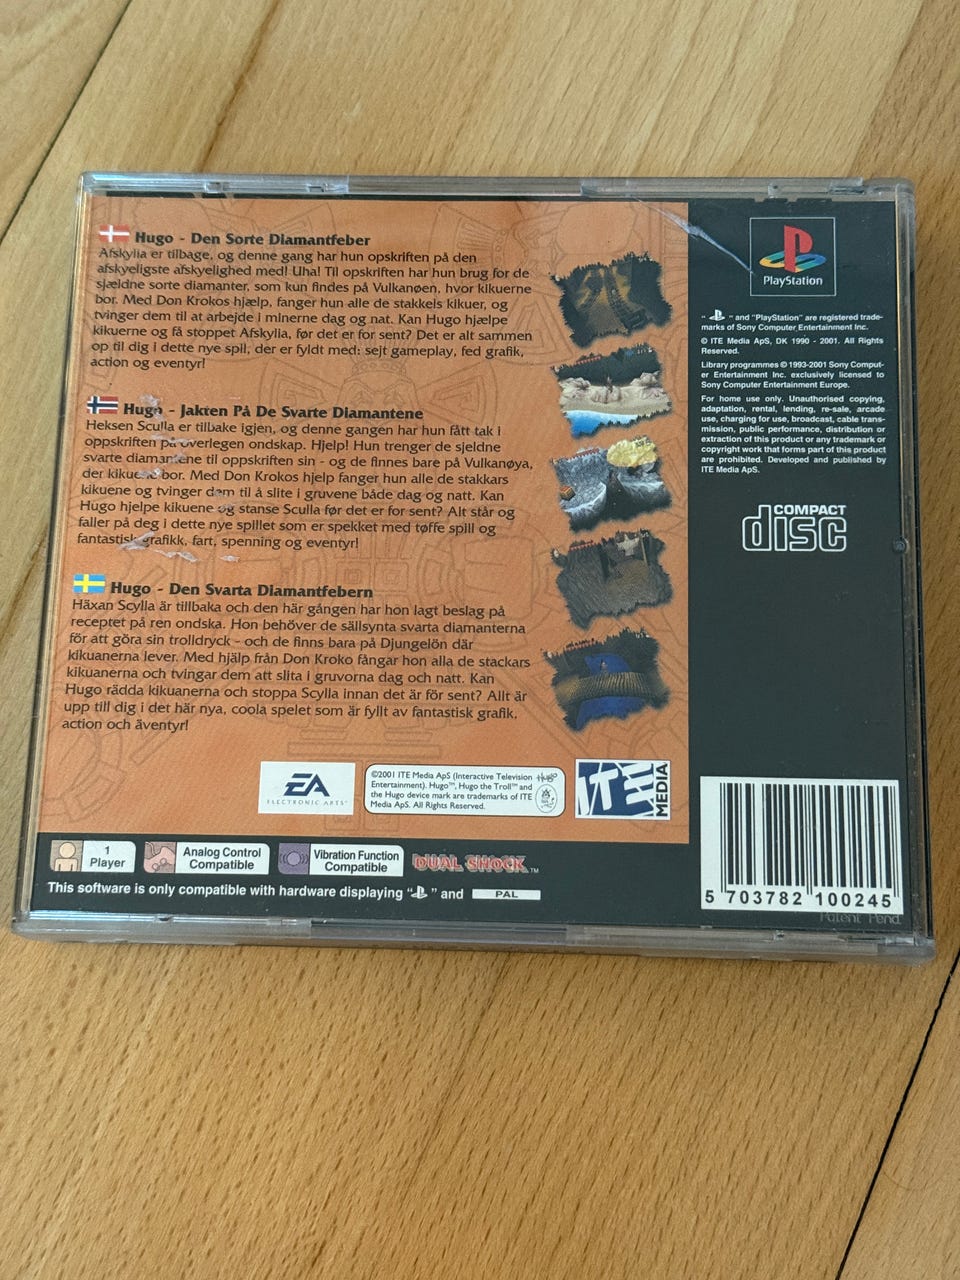 Hugo - Den Sorte Diamantfeber
Afskylia er tilbage, og denne gang har hun opskriften på den
afskyeligste afskyelighed med! Uha! Til opskriften har hun brug for de
sjældne sorte diamanter, som kun findes på Vulkanøen, hvor kikuerne
bor. Med Don Krokos hjælp, fanger hun alle de stakkels kikuer, og
tvinger dem til at arbejde i minerne dag og nat. Kan Hugo hjælpe
kikuerne og få stoppet Afskylia, før det er for sent? Det er alt sammen
op til dig i dette nye spil, der er fyldt med: sejt gameplay, fed grafik,
action og eventyr!
Hugo - Jakten På De Svarte Diamantene
Heksen Sculla er tilbake igjen, og denne gangen har hun fått tak i
oppskriften på overlegen ondskap. Hjelp! Hun trenger de sjeldne
svarte diamantene til oppskriften sin - og de finnes bare på Vulkanøya,
der kikuene bor. Med Don Krokos hjelp fanger hun alle de stakkars
kikuene og tvinger dem til å slite i gruvene både dag og natt. Kan
Hugo hjelpe kikuene og stanse Sculla før det er for sent? Alt står og
faller på deg i dette nye spillet som er spekket med tøffe spill og
fantastisk grafikk, fart, spenning og eventyr!
Hugo - Den Svarta Diamantfebern
Häxan Scylla är tillbaka och den här gången har hon lagt beslag på
receptet på ren ondska. Hon behöver de sällsynta svarta diamanterna
för att göra sin trolldryck - och de finns bara på Djungelön där
kikuanerna lever. Med hjälp från Don Kroko fångar hon alla de stackars
kikuanerna och tvingar dem att slita i gruvorna dag och natt. Kan
Hugo rädda kikuanerna och stoppa Scylla innan det är för sent? Allt är
upp till dig i det här nya, coola spelet som är fyllt av fantastisk grafik,
action och äventyr!
EA
ELECTRONIC ARTS™
©2001 ITE Media ApS (Interactive Television
Entertainment). Hugo™, Hugo the Troll™ and
the Hugo device mark are trademarks of ITE
Media ApS. All Rights Reserved.
Hugo
ITE
MEDIA
1
Player
Analog Control
Compatible
Vibration Function
Compatible
DUAL SHOCK™
This software is only compatible with hardware displaying " " and PAL
PlayStation
" " and "PlayStation" are registered trade-
marks of Sony Computer Entertainment Inc.
© ITE Media ApS, DK 1990 - 2001. All Rights
Reserved.
Library programmes © 1993-2001 Sony Comput-
er Entertainment Inc. exclusively licensed to
Sony Computer Entertainment Europe.
For home use only. Unauthorised copying,
adaptation, rental, lending, re-sale, arcade
use, charging for use, broadcast, cable trans-
mission, public performance, distribution or
extraction of this product or any trademark or
copyright work that forms part of this product
are prohibited. Developed and published by
ITE Media ApS.
COMPACT
disc
5 703782 100245
Patent Pend